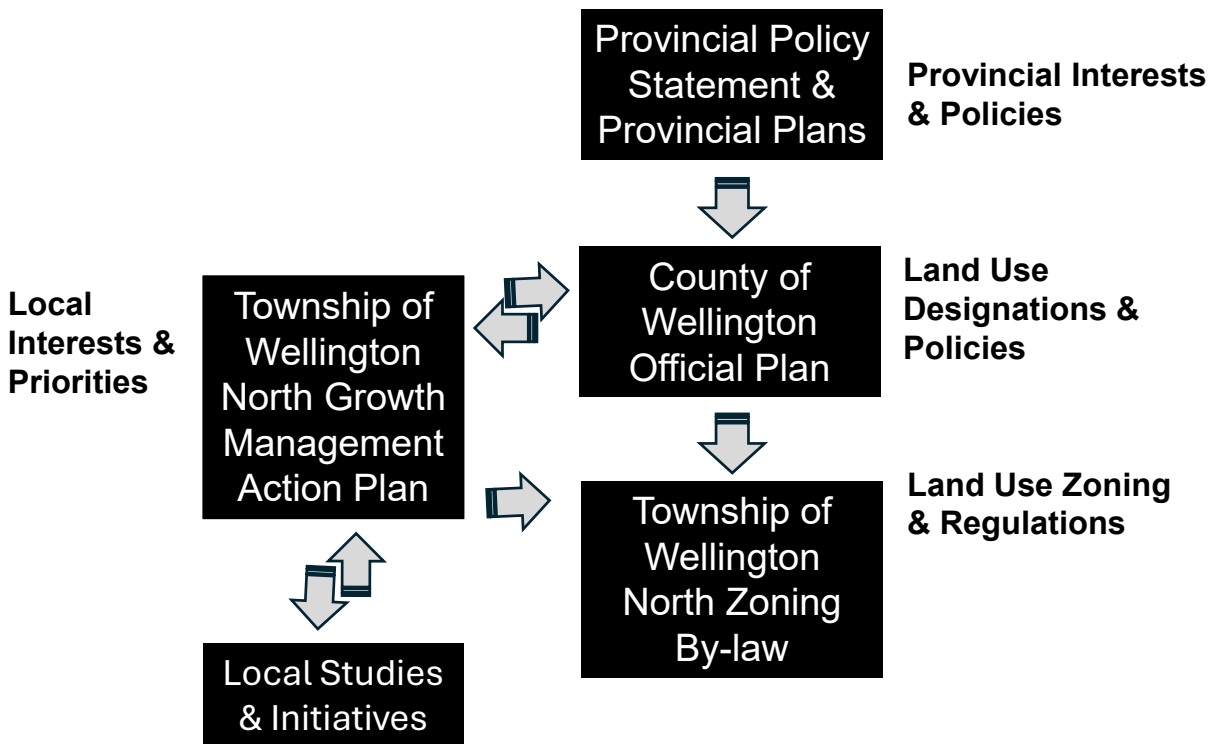 Provincial Policy
Statement &
Provincial Plans
Provincial Interests
& Policies
County of
Wellington
Official Plan
Land Use
Designations &
Policies
Local
Interests &
Priorities
Township of
Wellington
North Growth
Management
Action Plan
Township of
Wellington
North Zoning
By-law
Land Use Zoning
& Regulations
Local Studies
& Initiatives